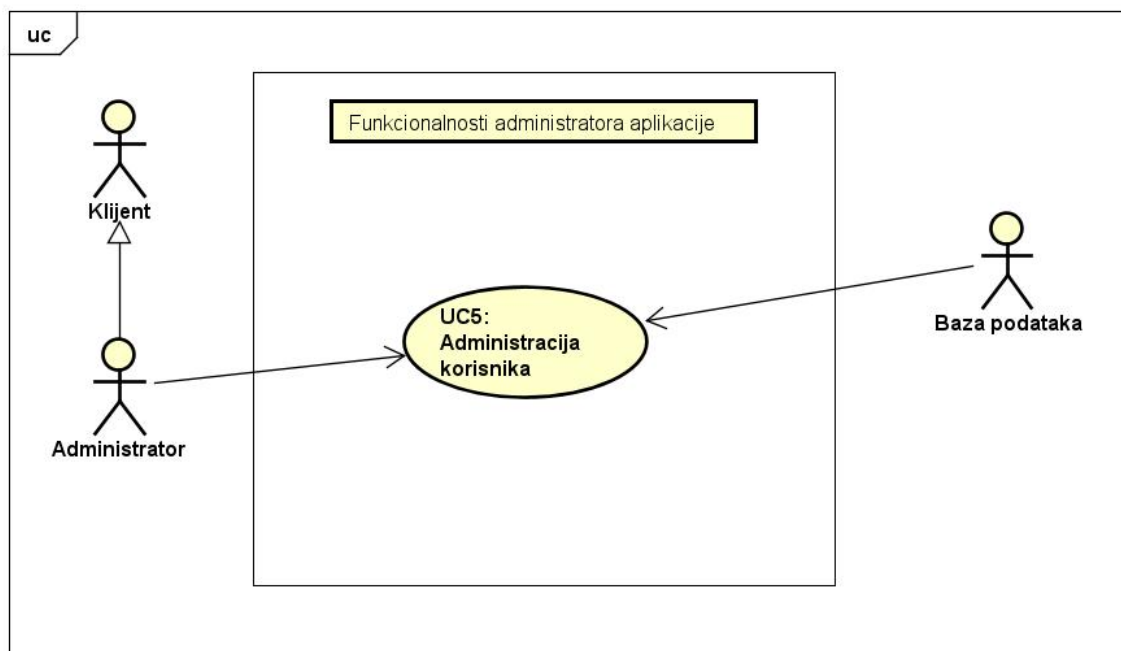 uc
Funkcionalnosti administratora aplikacije
Klijent
Baza podataka
UC5:
Administracija
korisnika
Administrator